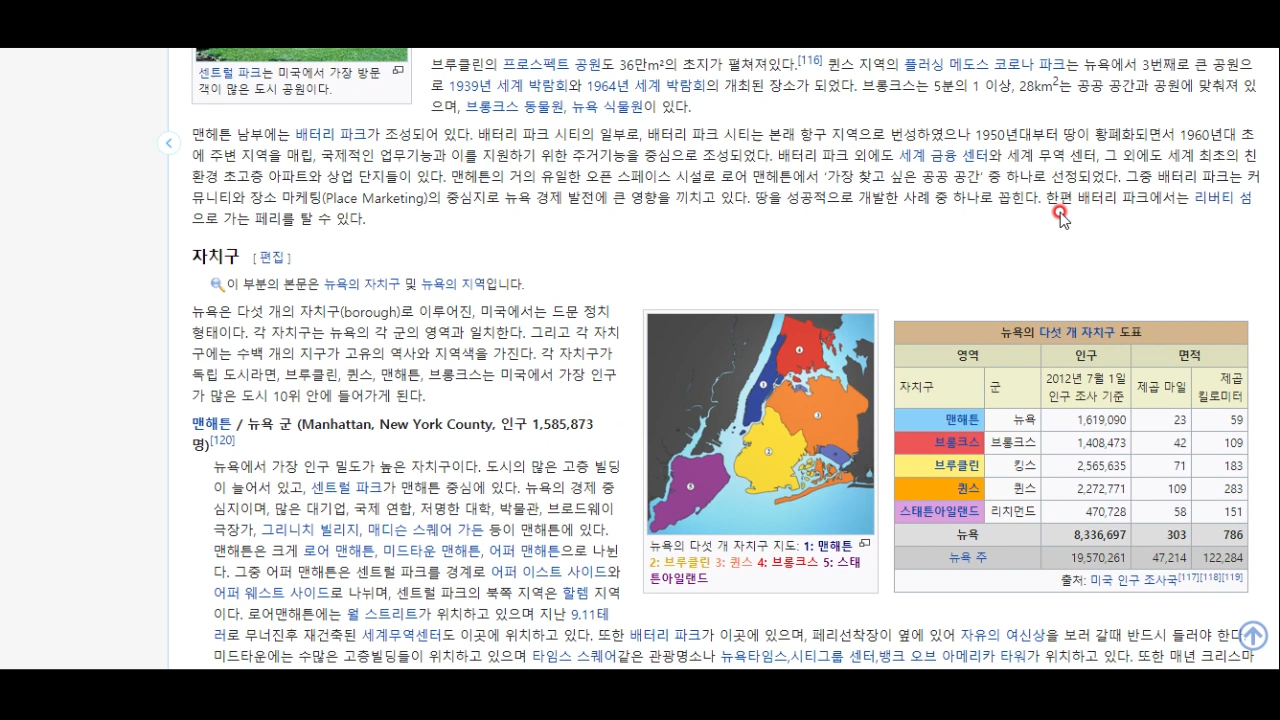 센트럴 파크는 미국에서 가장 방문
객이 많은 도시 공원이다.
브루클린의 프로스펙트 공원도 36만m²의 초지가 펼쳐져있다.[116] 퀸스 지역의 플러싱 메도스 코로나 파크는 뉴욕에서 3번째로 큰 공원으
로 1939년 세계 박람회와 1964년 세계 박람회의 개최된 장소가 되었다. 브롱크스는 5분의 1 이상, 28km2는 공공 공간과 공원에 맞춰져 있
으며, 브롱크스 동물원, 뉴욕 식물원이 있다.
맨해튼 남부에는 배터리 파크가 조성되어 있다. 배터리 파크 시티의 일부로, 배터리 파크 시티는 본래 항구 지역으로 번성하였으나 1950년대부터 땅이 황폐화되면서 1960년대 초
에 주변 지역을 매립, 국제적인 업무기능과 이를 지원하기 위한 주거기능을 중심으로 조성되었다. 배터리 파크 외에도 세계 금융 센터와 세계 무역 센터, 그 외에도 세계 최초의 친
환경 초고층 아파트와 상업 단지들이 있다. 맨해튼의 거의 유일한 오픈 스페이스 시설로 로어 맨해튼에서 '가장 찾고 싶은 공공 공간' 중 하나로 선정되었다. 그중 배터리 파크는 커
뮤니티와 장소 마케팅(Place Marketing)의 중심지로 뉴욕 경제 발전에 큰 영향을 끼치고 있다. 땅을 성공적으로 개발한 사례 중 하나로 꼽힌다. 한편 배터리 파크에서는 리버티 섬
으로 가는 페리를 탈 수 있다.
자치구 [편집]
이 부분의 본문은 뉴욕의 자치구 및 뉴욕의 지역입니다.
뉴욕은 다섯 개의 자치구(borough)로 이루어진, 미국에서는 드문 정치
형태이다. 각 자치구는 뉴욕의 각 군의 영역과 일치한다. 그리고 각 자치
구에는 수백 개의 지구가 고유의 역사와 지역색을 가진다. 각 자치구가
독립 도시라면, 브루클린, 퀸스, 맨해튼, 브롱크스는 미국에서 가장 인구
가 많은 도시 10위 안에 들어가게 된다.
맨해튼 / 뉴욕 군 (Manhattan, New York County, 인구 1,585,873
명)[120]
뉴욕에서 가장 인구 밀도가 높은 자치구이다. 도시의 많은 고층 빌딩
이 늘어서 있고, 센트럴 파크가 맨해튼 중심에 있다. 뉴욕의 경제 중
심지이며, 많은 대기업, 국제 연합, 저명한 대학, 박물관, 브로드웨이
극장가, 그리니치 빌리지, 매디슨 스퀘어 가든 등이 맨해튼에 있다.
맨해튼은 크게 로어 맨해튼, 미드타운 맨해튼, 어퍼 맨해튼으로 나뉜
다. 그중 어퍼 맨해튼은 센트럴 파크를 경계로 어퍼 이스트 사이드와
어퍼 웨스트 사이드로 나뉘며, 센트럴 파크의 북쪽 지역은 할렘 지역
이다. 로어맨해튼에는 월 스트리트가 위치하고 있으며 지난 9.11테
러로 무너진후 재건축된 세계무역센터도 이곳에 위치하고 있다. 또한 배터리 파크가 이곳에 있으며, 페리선착장이 옆에 있어 자유의 여신상을 보러 갈때 반드시 들러야 한다
미드타운에는 수많은 고층빌딩들이 위치하고 있으며 타임스 스퀘어같은 관광명소나 뉴욕타임스,시티그룹 센터,뱅크 오브 아메리카 타워가 위치하고 있다. 또한 매년 크리스마
4
1
3
2
5
뉴욕의 다섯 개 자치구 지도: 1: 맨해튼
2: 브루클린 3: 퀸스 4: 브롱크스 5: 스태
튼아일랜드
뉴욕의 다섯 개 자치구 도표
영역 인구 면적
자치구 군 2012년 7월 1일 인구 조사 기준 제곱 마일 제곱 킬로미터
맨해튼 뉴욕 1,619,090 23 59
브롱크스 브롱크스 1,408,473 42 109
브루클린 킹스 2,565,635 71 183
퀸스 퀸스 2,272,771 109 283
스태튼아일랜드 리치먼드 470,728 58 151
뉴욕 8,336,697 303 786
뉴욕 주 19,570,261 47,214 122,284
출처: 미국 인구 조사국[117][118][119]